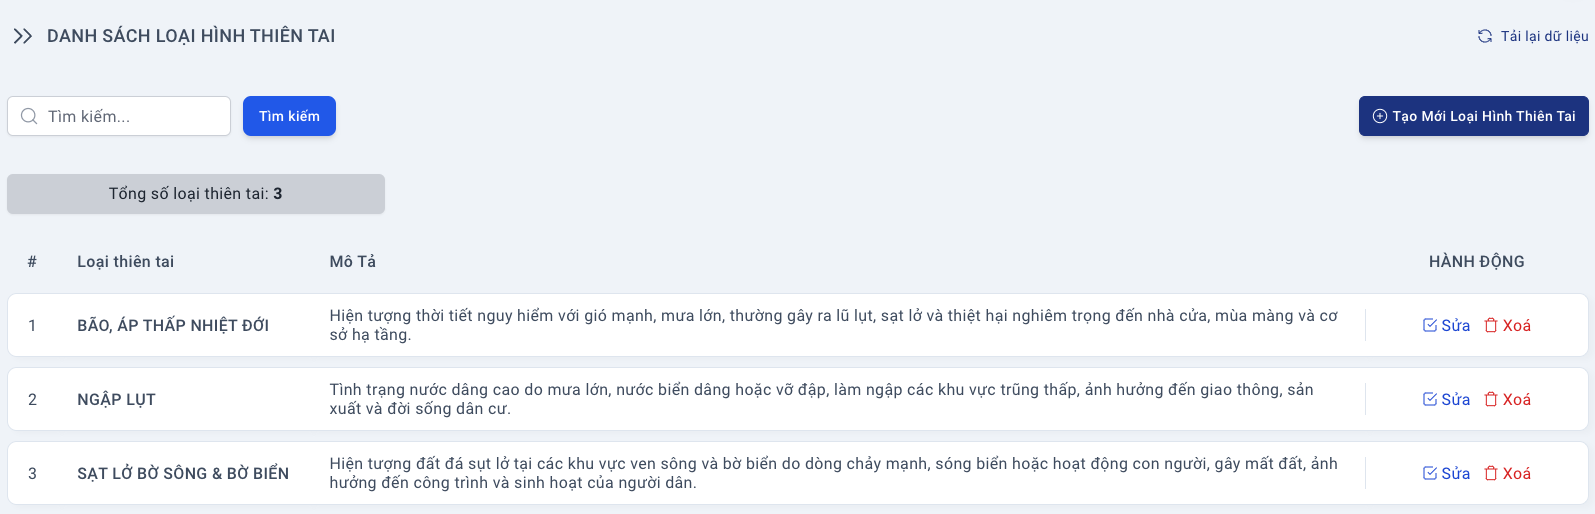 DANH SÁCH LOẠI HÌNH THIÊN TAI
Tải lại dữ liệu
Tìm kiếm...
Tìm kiếm
Tạo Mới Loại Hình Thiên Tai
Tổng số loại thiên tai: 3
# Loại thiên tai Mô Tả HÀNH ĐỘNG
1 BÃO, ÁP THẤP NHIỆT ĐỚI
Hiện tượng thời tiết nguy hiểm với gió mạnh, mưa lớn, thường gây ra lũ lụt, sạt lở và thiệt hại nghiêm trọng đến nhà cửa, mùa màng và cơ
sở hạ tầng.
Sửa Xoá
2 NGẬP LỤT
Tình trạng nước dâng cao do mưa lớn, nước biển dâng hoặc vỡ đập, làm ngập các khu vực trũng thấp, ảnh hưởng đến giao thông, sản
xuất và đời sống dân cư.
Sửa Xoá
3 SẠT LỞ BỜ SÔNG & BỜ BIỂN
Hiện tượng đất đá sụt lở tại các khu vực ven sông và bờ biển do dòng chảy mạnh, sóng biển hoặc hoạt động con người, gây mất đất, ảnh
hưởng đến công trình và sinh hoạt của người dân.
Sửa Xoá